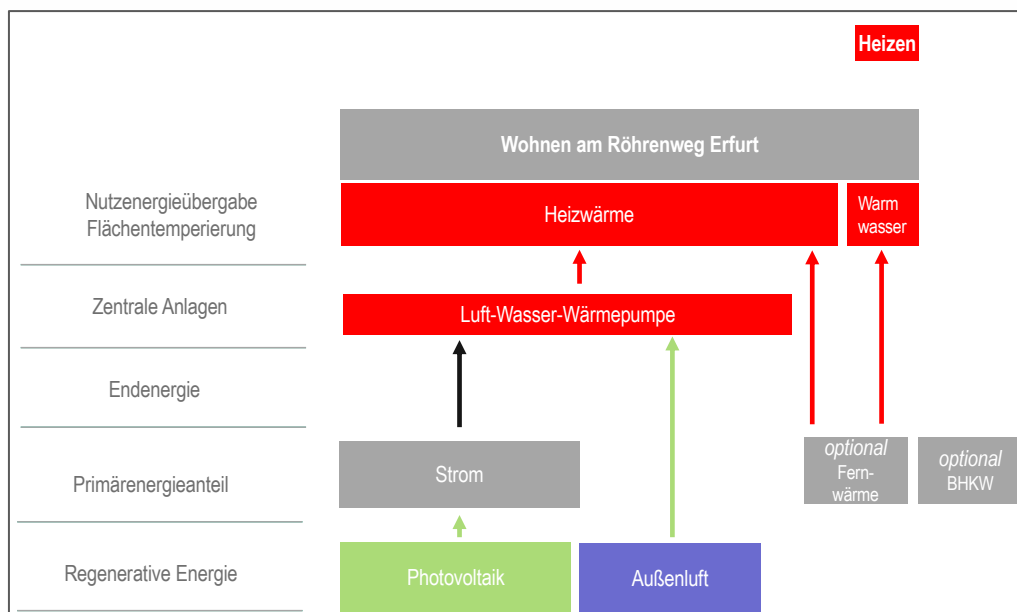 Heizen
Wohnen am Röhrenweg Erfurt
Nutzenergieübergabe
Flächentemperierung
Heizwärme
Warm
wasser
Zentrale Anlagen
Luft-Wasser-Wärmepumpe
Endenergie
Primärenergieanteil
Strom
optional
Fern-
wärme
optional
BHKW
Regenerative Energie
Photovoltaik
Außenluft